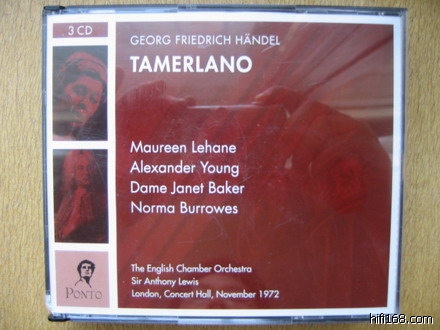 3 CD
GEORG FRIEDRICH HÄNDEL
TAMERLANO
Maureen Lehane
Alexander Young
Dame Janet Baker
Norma Burrowes
The English Chamber Orchestra
Sir Anthony Lewis
London, Concert Hall, November 1972
PONTO
hifi168.com